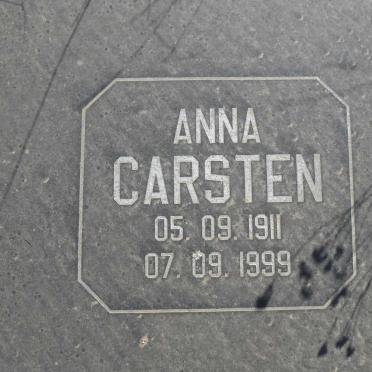 ANNA
CARSTEN
05. 09. 1911
07. 09. 1999